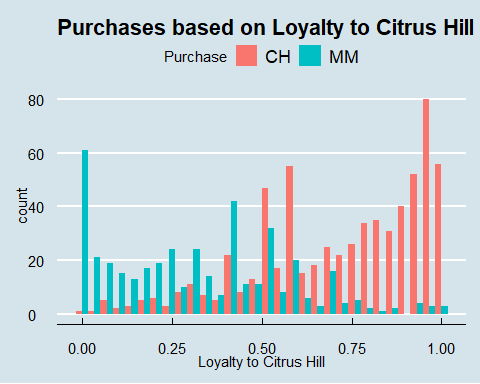 Purchases based on Loyalty to Citrus Hill
Purchase CH MM
80
60
40
20
0
count
0.00 0.25 0.50 0.75 1.00
Loyalty to Citrus Hill